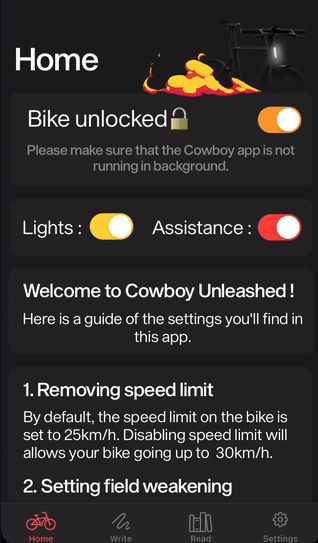 Home
Bike unlocked🔒
Please make sure that the Cowboy app is not
running in background.
Lights : Assistance :
Welcome to Cowboy Unleashed !
Here is a guide of the settings you'll find in
this app.
1. Removing speed limit
By default, the speed limit on the bike is
set to 25km/h. Disabling speed limit will
allows your bike going up to 30km/h.
2. Setting field weakening
Home Write Read Settings